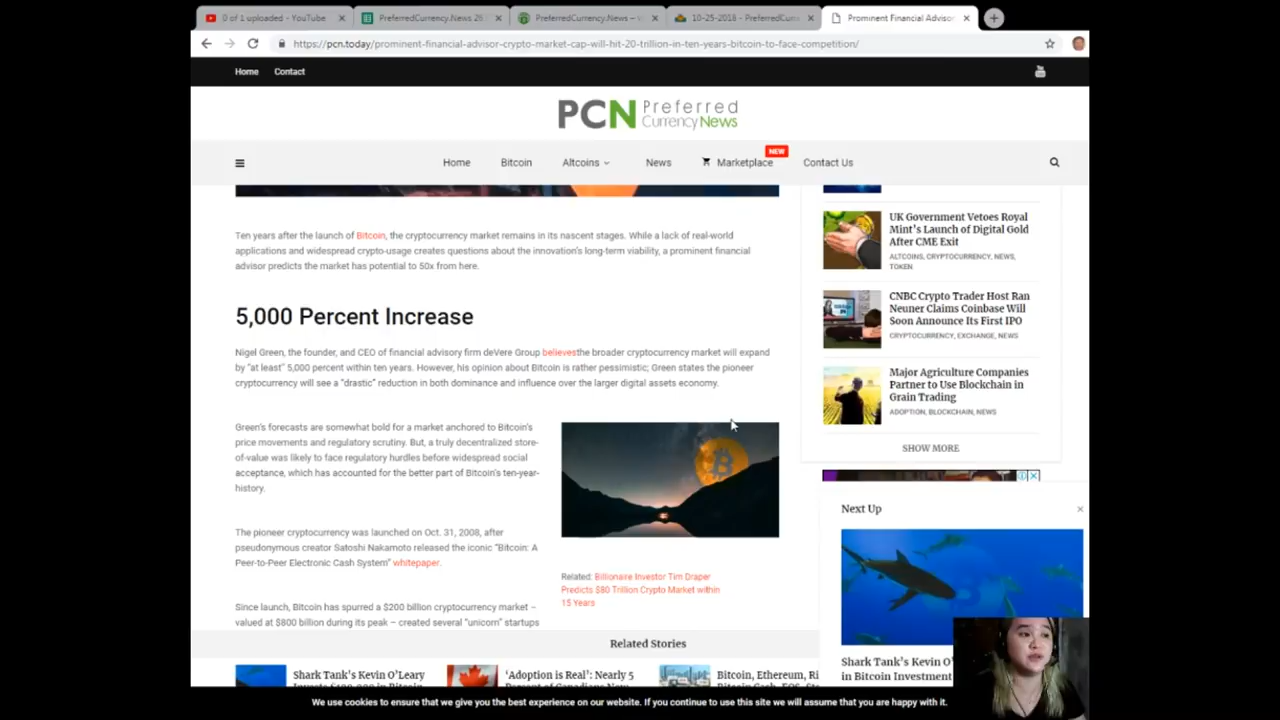 0 of 1 uploaded - YouTube
PreferredCurrency.News 28
PreferredCurrency.News – v
10-25-2018 - PreferredCurr
Prominent Financial Advisor
https://pcn.today/prominent-financial-advisor-crypto-market-cap-will-hit-20-trillion-in-ten-years-bitcoin-to-face-competition/
Home Contact
PCN Preferred
CurrencyNews
NEW
Home Bitcoin Altcoins News Marketplace Contact Us
Ten years after the launch of Bitcoin, the cryptocurrency market remains in its nascent stages. While a lack of real-world
applications and widespread crypto-usage creates questions about the innovation's long-term viability, a prominent financial
advisor predicts the market has potential to 50x from here.
5,000 Percent Increase
Nigel Green, the founder, and CEO of financial advisory firm deVere Group believesthe broader cryptocurrency market will expand
by "at least" 5,000 percent within ten years. However, his opinion about Bitcoin is rather pessimistic; Green states the pioneer
cryptocurrency will see a "drastic" reduction in both dominance and influence over the larger digital assets economy.
Green's forecasts are somewhat bold for a market anchored to Bitcoin's
price movements and regulatory scrutiny. But, a truly decentralized store-
of-value was likely to face regulatory hurdles before widespread social
acceptance, which has accounted for the better part of Bitcoin's ten-year-
history.
The pioneer cryptocurrency was launched on Oct. 31, 2008, after
pseudonymous creator Satoshi Nakamoto released the iconic "Bitcoin: A
Peer-to-Peer Electronic Cash System" whitepaper.
Since launch, Bitcoin has spurred a $200 billion cryptocurrency market –
valued at $800 billion during its peak – created several "unicorn" startups
Related: Billionaire Investor Tim Draper
Predicts $80 Trillion Crypto Market within
15 Years
UK Government Vetoes Royal
Mint's Launch of Digital Gold
After CME Exit
ALTCOINS, CRYPTOCURRENCY, NEWS,
TOKEN
CNBC Crypto Trader Host Ran
Neuner Claims Coinbase Will
Soon Announce Its First IPO
CRYPTOCURRENCY, EXCHANGE, NEWS
Major Agriculture Companies
Partner to Use Blockchain in
Grain Trading
ADOPTION, BLOCKCHAIN, NEWS
SHOW MORE
Next Up
Shark Tank's Kevin O'
in Bitcoin Investment
Related Stories
Shark Tank's Kevin O'Leary
'Adoption is Real': Nearly 5
Bitcoin, Ethereum, Ri
We use cookies to ensure that we give you the best experience on our website. If you continue to use this site we will assume that you are happy with it.